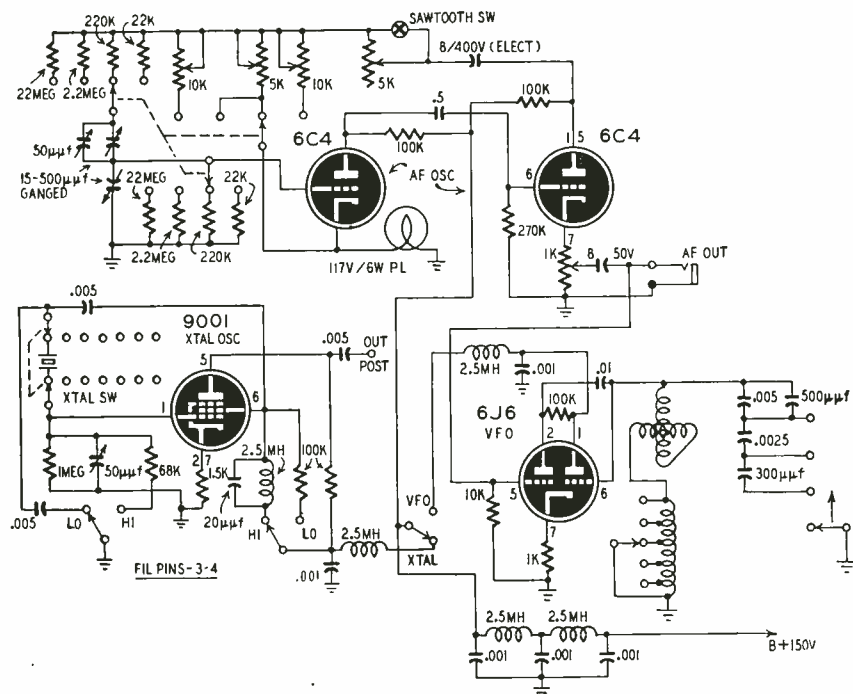 SAWTOOTH SW
220K
22K
8/400V (ELECT)
22MEG
2.2MEG
10K
5K
10K
5K
100K
.5
1
5
6C4
6C4
100K
50µµf
AF OSC
6
15-500µµf
GANGED
22MEG
22K
270K
7
1K
8
50V
AF OUT
2.2MEG
220K
117V/6W PL
.005
9001
XTAL OSC
5
.005
OUT
POST
2.5MH
.001
.01
XTAL SW
1
6
6J6
VFO
100K
2
1
.005
500µµf
.0025
300µµf
2
7
1.5K
2.5 MH
100K
1MEG
50µµf
68K
20µµf
VFO
10K
5
6
7
1K
.005
LO
HI
HI
LO
2.5MH
XTAL
FIL PINS-3-4
.001
2.5MH
2.5MH
B+150V
.001
.001
.001